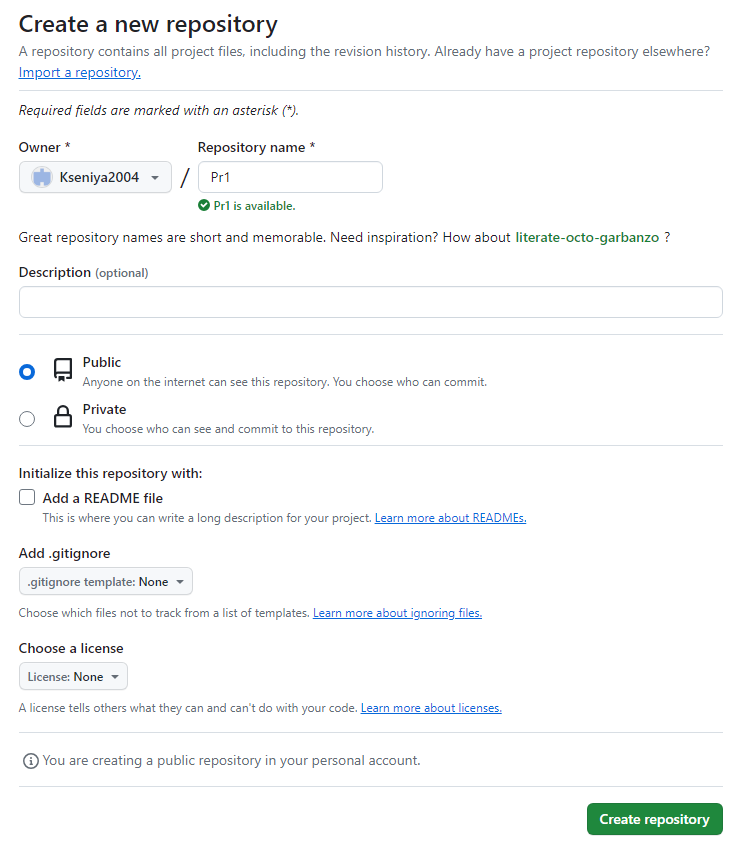 Create a new repository
A repository contains all project files, including the revision history. Already have a project repository elsewhere?
Import a repository.
Required fields are marked with an asterisk (*).
Owner * Repository name *
Kseniya2004 / Pr1
Pr1 is available.
Great repository names are short and memorable. Need inspiration? How about literate-octo-garbanzo ?
Description (optional)
Public
Anyone on the internet can see this repository. You choose who can commit.
Private
You choose who can see and commit to this repository.
Initialize this repository with:
Add a README file
This is where you can write a long description for your project. Learn more about READMEs.
Add .gitignore
.gitignore template: None
Choose which files not to track from a list of templates. Learn more about ignoring files.
Choose a license
License: None
A license tells others what they can and can't do with your code. Learn more about licenses.
You are creating a public repository in your personal account.
Create repository